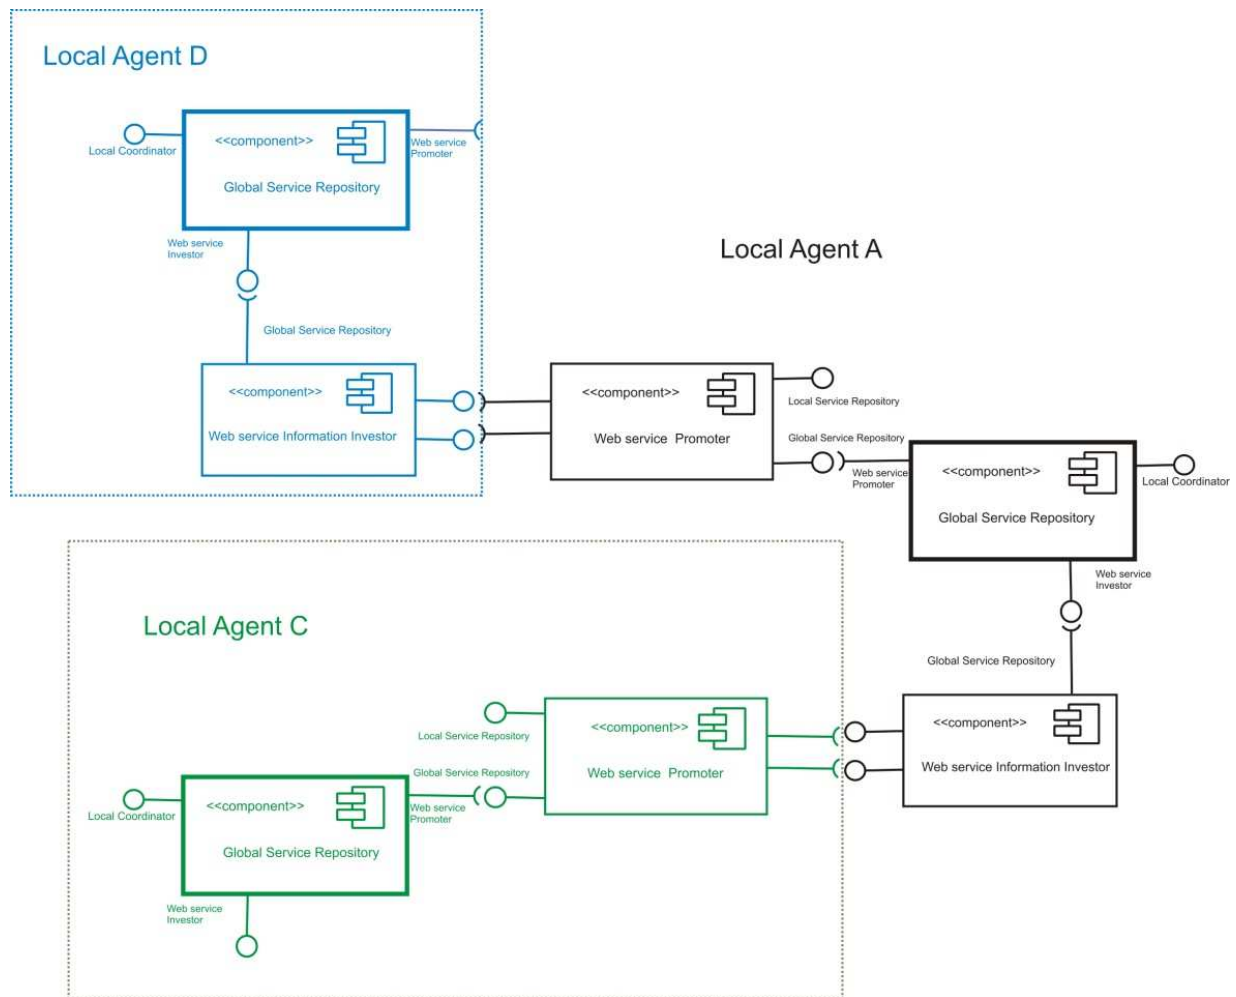 Local Agent D
<<component>>
Local Coordinator
Web service
Promoter
Global Service Repository
Web service
Investor
Global Service Repository
<<component>>
Web service Information Investor
Local Agent A
<<component>>
Web service Promoter
Local Service Repository
Global Service Repository
Web service
Promoter
<<component>>
Global Service Repository
Local Coordinator
Web service
Investor
Global Service Repository
<<component>>
Web service Information Investor
Local Agent C
Local Service Repository
<<component>>
Web service Promoter
Global Service Repository
Web service
Promoter
Local Coordinator
<<component>>
Global Service Repository
Web service
Investor